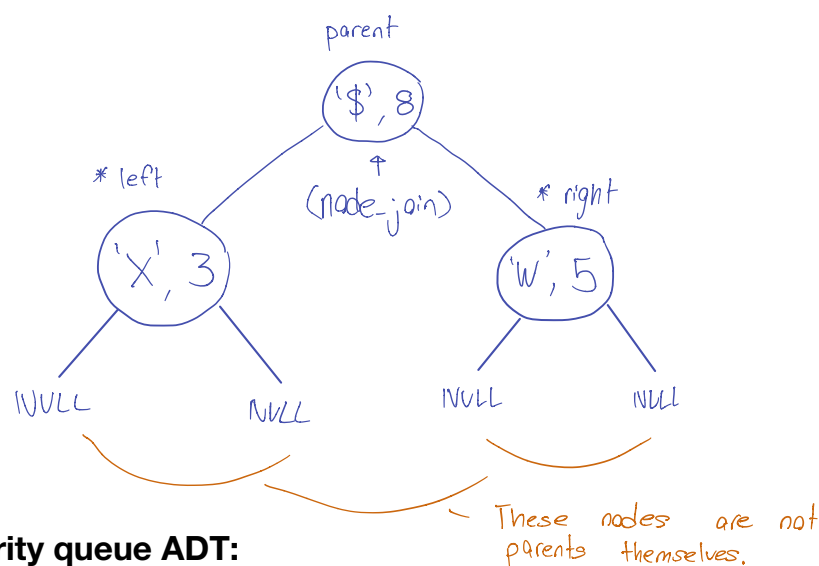 parent
'$', 8
* left
(node_join)
* right
'X', 3
'W', 5
NULL
NULL
NULL
NULL
These nodes are not
parents themselves.
rity queue ADT: